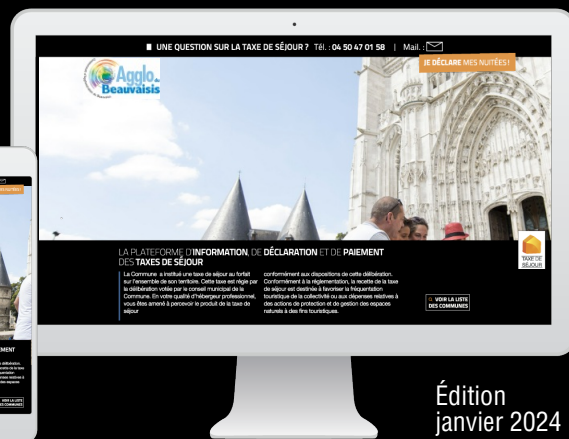 ■ UNE QUESTION SUR LA TAXE DE SÉJOUR ? Tél. : 04 50 47 01 58 | Mail. :
JE DÉCLARE MES NUITÉES !
Agglo.
Beauvaisis
LA PLATEFORME D'INFORMATION, DE DÉCLARATION ET DE PAIEMENT
DES TAXES DE SÉJOUR
La Commune a institué une taxe de séjour au forfait
sur l'ensemble de son territoire. Cette taxe est régie par
la délibération votée par le conseil municipal de la
Commune. En votre qualité d'hébergeur professionnel,
vous êtes amené à percevoir le produit de la taxe de
séjour
conformément aux dispositions de cette délibération.
Conformément à la réglementation, la recette de la taxe
de séjour est destinée à favoriser la fréquentation
touristique de la collectivité ou aux dépenses relatives à
des actions de protection et de gestion des espaces
naturels à des fins touristiques.
TAXE DE
SÉJOUR
VOIR LA LISTE
DES COMMUNES
EMENT
VOIR LA LISTE
DES COMMUNES
Édition
janvier 2024